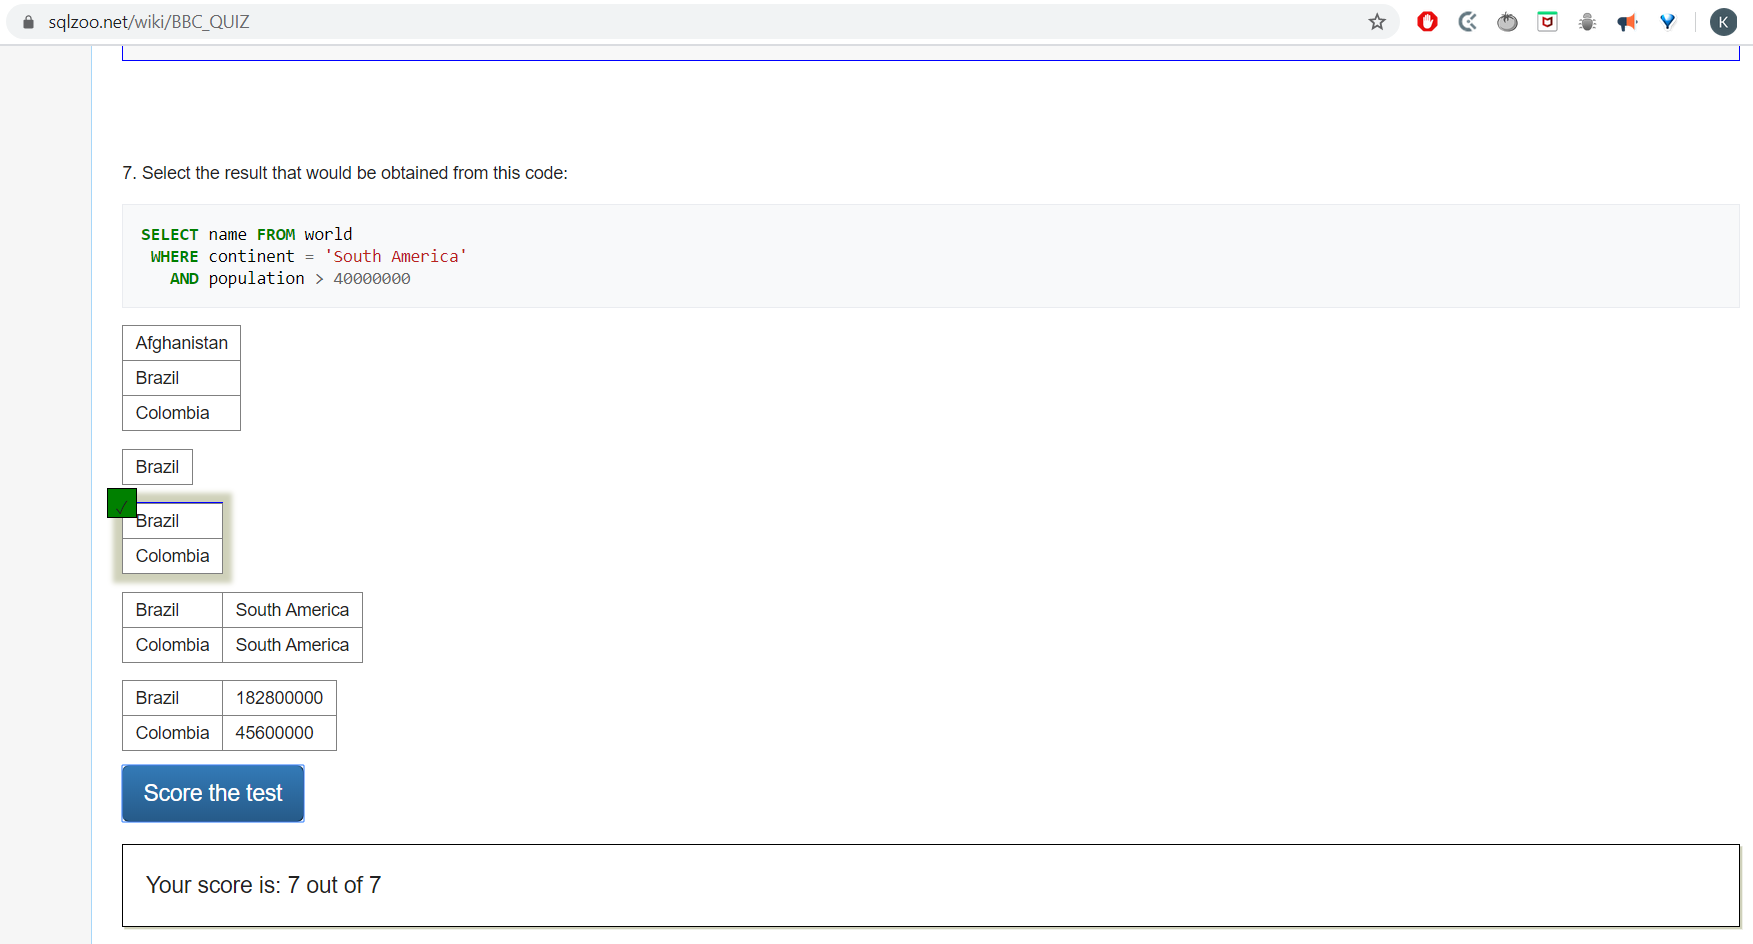 sqlzoo.net/wiki/BBC_QUIZ
K
7. Select the result that would be obtained from this code:
SELECT name FROM world
WHERE continent = 'South America'
AND population > 40000000
Afghanistan
Brazil
Colombia
Brazil
Brazil
Colombia
Brazil South America
Colombia South America
Brazil 182800000
Colombia 45600000
Score the test
Your score is: 7 out of 7